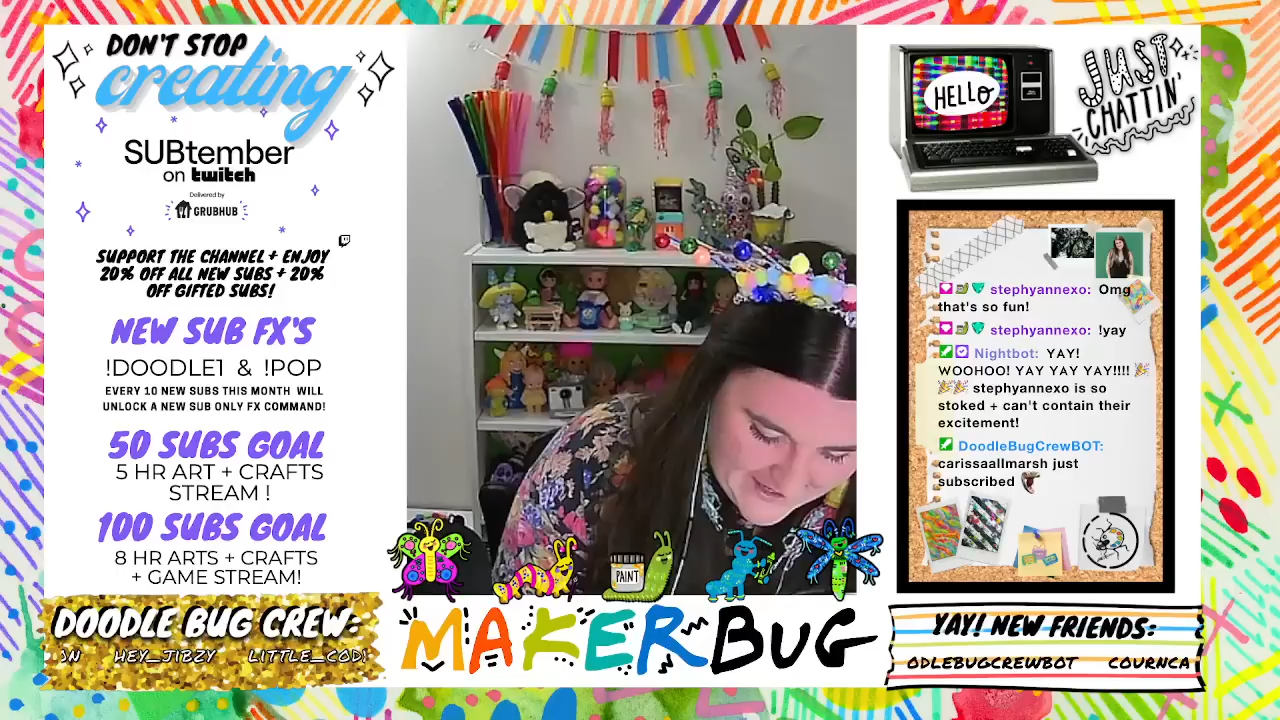 DON'T STOP
creating
SUBtember
on twitch
Delivered by
GRUBHUB
SUPPORT THE CHANNEL + ENJOY
20% OFF ALL NEW SUBS + 20%
OFF GIFTED SUBS!
NEW SUB FX'S
!DOODLE1 & !POP
EVERY 10 NEW SUBS THIS MONTH WILL
UNLOCK A NEW SUB ONLY FX COMMAND!
50 SUBS GOAL
5 HR ART + CRAFTS
STREAM !
100 SUBS GOAL
8 HR ARTS + CRAFTS
+ GAME STREAM!
DOODLE BUG CREW:
HEY_JIBZY LITTLE_COD
PAINT
MAKERBUG
HELLO
JUST
CHATTIN'
stephyannexo: Omg
that's so fun!
stephyannexo: !yay
Nightbot: YAY!
WOOHOO! YAY YAY YAY!!!! 🎉
🎉🎉 stephyannexo is so
stoked + can't contain their
excitement!
DoodleBugCrewBOT:
carissaallmarsh just
subscribed
YAY! NEW FRIENDS:
ODLEBUGCREWBOT COURNCA